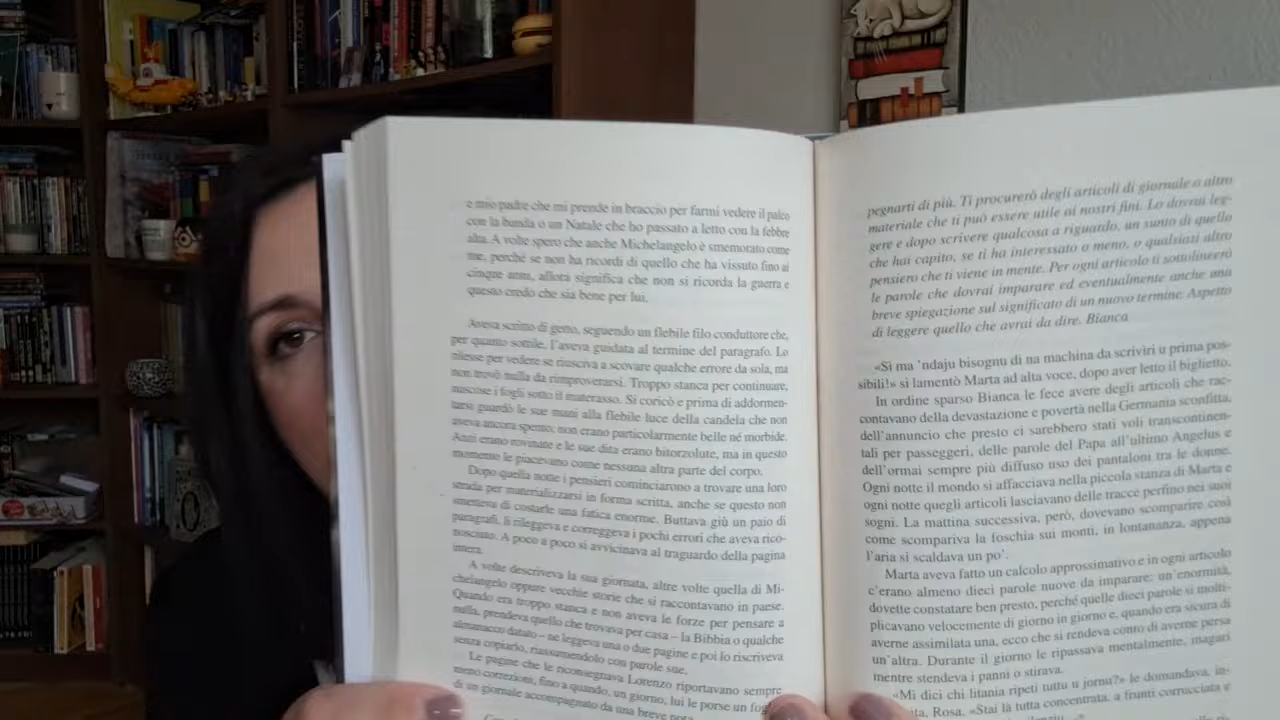 e mio padre che mi prende in braccio per farmi vedere il palco
con la banda o un Natale che ho passato a letto con la febbre
alta. A volte spero che anche Michelangelo è smemorato come
me, perché se non ha ricordi di quello che ha vissuto fino ai
cinque anni, allora significa che non si ricorda la guerra e
questo credo che sia bene per lui.
Aveva scritto di getto, seguendo un flebile filo conduttore che,
per quanto sottile, l'aveva guidata al termine del paragrafo. Lo
rilesse per vedere se riusciva a scovare qualche errore da sola, ma
non trovò nulla da rimproverarsi. Troppo stanca per continuare,
nascose i fogli sotto il materasso. Si coricò e prima di addormen-
tarsi guardò le sue mani alla flebile luce della candela che non
aveva ancora spento; non erano particolarmente belle né morbide.
Anzi erano rovinate e le sue dita erano bitorzolute, ma in questo
momento le piacevano come nessuna altra parte del corpo.
Dopo quella notte i pensieri cominciarono a trovare una loro
strada per materializzarsi in forma scritta, anche se questo non
smetteva di costarle una fatica enorme. Buttava giù un paio di
paragrafi, li rileggeva e correggeva i pochi errori che aveva rico-
nosciuto. A poco a poco si avvicinava al traguardo della pagina
intera.
A volte descriveva la sua giornata, altre volte quella di Mi-
chelangelo oppure vecchie storie che si raccontavano in paese.
Quando era troppo stanca e non aveva le forze per pensare a
nulla, prendeva quello che trovava per casa – la Bibbia o qualche
almanacco datato – ne leggeva una o due pagine e poi lo riscriveva
senza copiarlo, riassumendolo con parole sue.
Le pagine che le riconsegnava Lorenzo riportavano sempre
meno correzioni, fino a quando, un giorno, lui le porse un
di un giornale accompagnato da una breve nota
pegnarti di più. Ti procurerò degli articoli di giornale o altro
materiale che ti può essere utile ai nostri fini. Lo dovrai leg-
gere e dopo scrivere qualcosa a riguardo, un sunto di quello
che hai capito, se ti ha interessato o meno, o qualsiasi altro
pensiero che ti viene in mente. Per ogni articolo ti sottolineerò
le parole che dovrai imparare ed eventualmente anche una
breve spiegazione sul significato di un nuovo termine. Aspetto
di leggere quello che avrai da dire. Bianca
«Si ma 'ndaju bisognu di na machina da scriviri u prima pos-
sibili!» si lamentò Marta ad alta voce, dopo aver letto il biglietto.
In ordine sparso Bianca le fece avere degli articoli che rac-
contavano della devastazione e povertà nella Germania sconfitta,
dell'annuncio che presto ci sarebbero stati voli transcontinen-
tali per passeggeri, delle parole del Papa all'ultimo Angelus e
dell'ormai sempre più diffuso uso dei pantaloni tra le donne.
Ogni notte il mondo si affacciava nella piccola stanza di Marta e
ogni notte quegli articoli lasciavano delle tracce perfino nei suoi
sogni. La mattina successiva, però, dovevano scomparire così
come scompariva la foschia sui monti, in lontananza, appena
l'aria si scaldava un po'.
Marta aveva fatto un calcolo approssimativo e in ogni articolo
c'erano almeno dieci parole nuove da imparare: un'enormità,
dovette constatare ben presto, perché quelle dieci parole si molti-
plicavano velocemente di giorno in giorno e, quando era sicura di
averne assimilata una, ecco che si rendeva conto di averne persa
un'altra. Durante il giorno le ripassava mentalmente, magari
mentre stendeva i panni o stirava.
«Mi dici chi litania ripeti tuttu u jornu?» le domandava, in-
Rosa. «Stai là tutta concentrata, a frunti corrucciata e